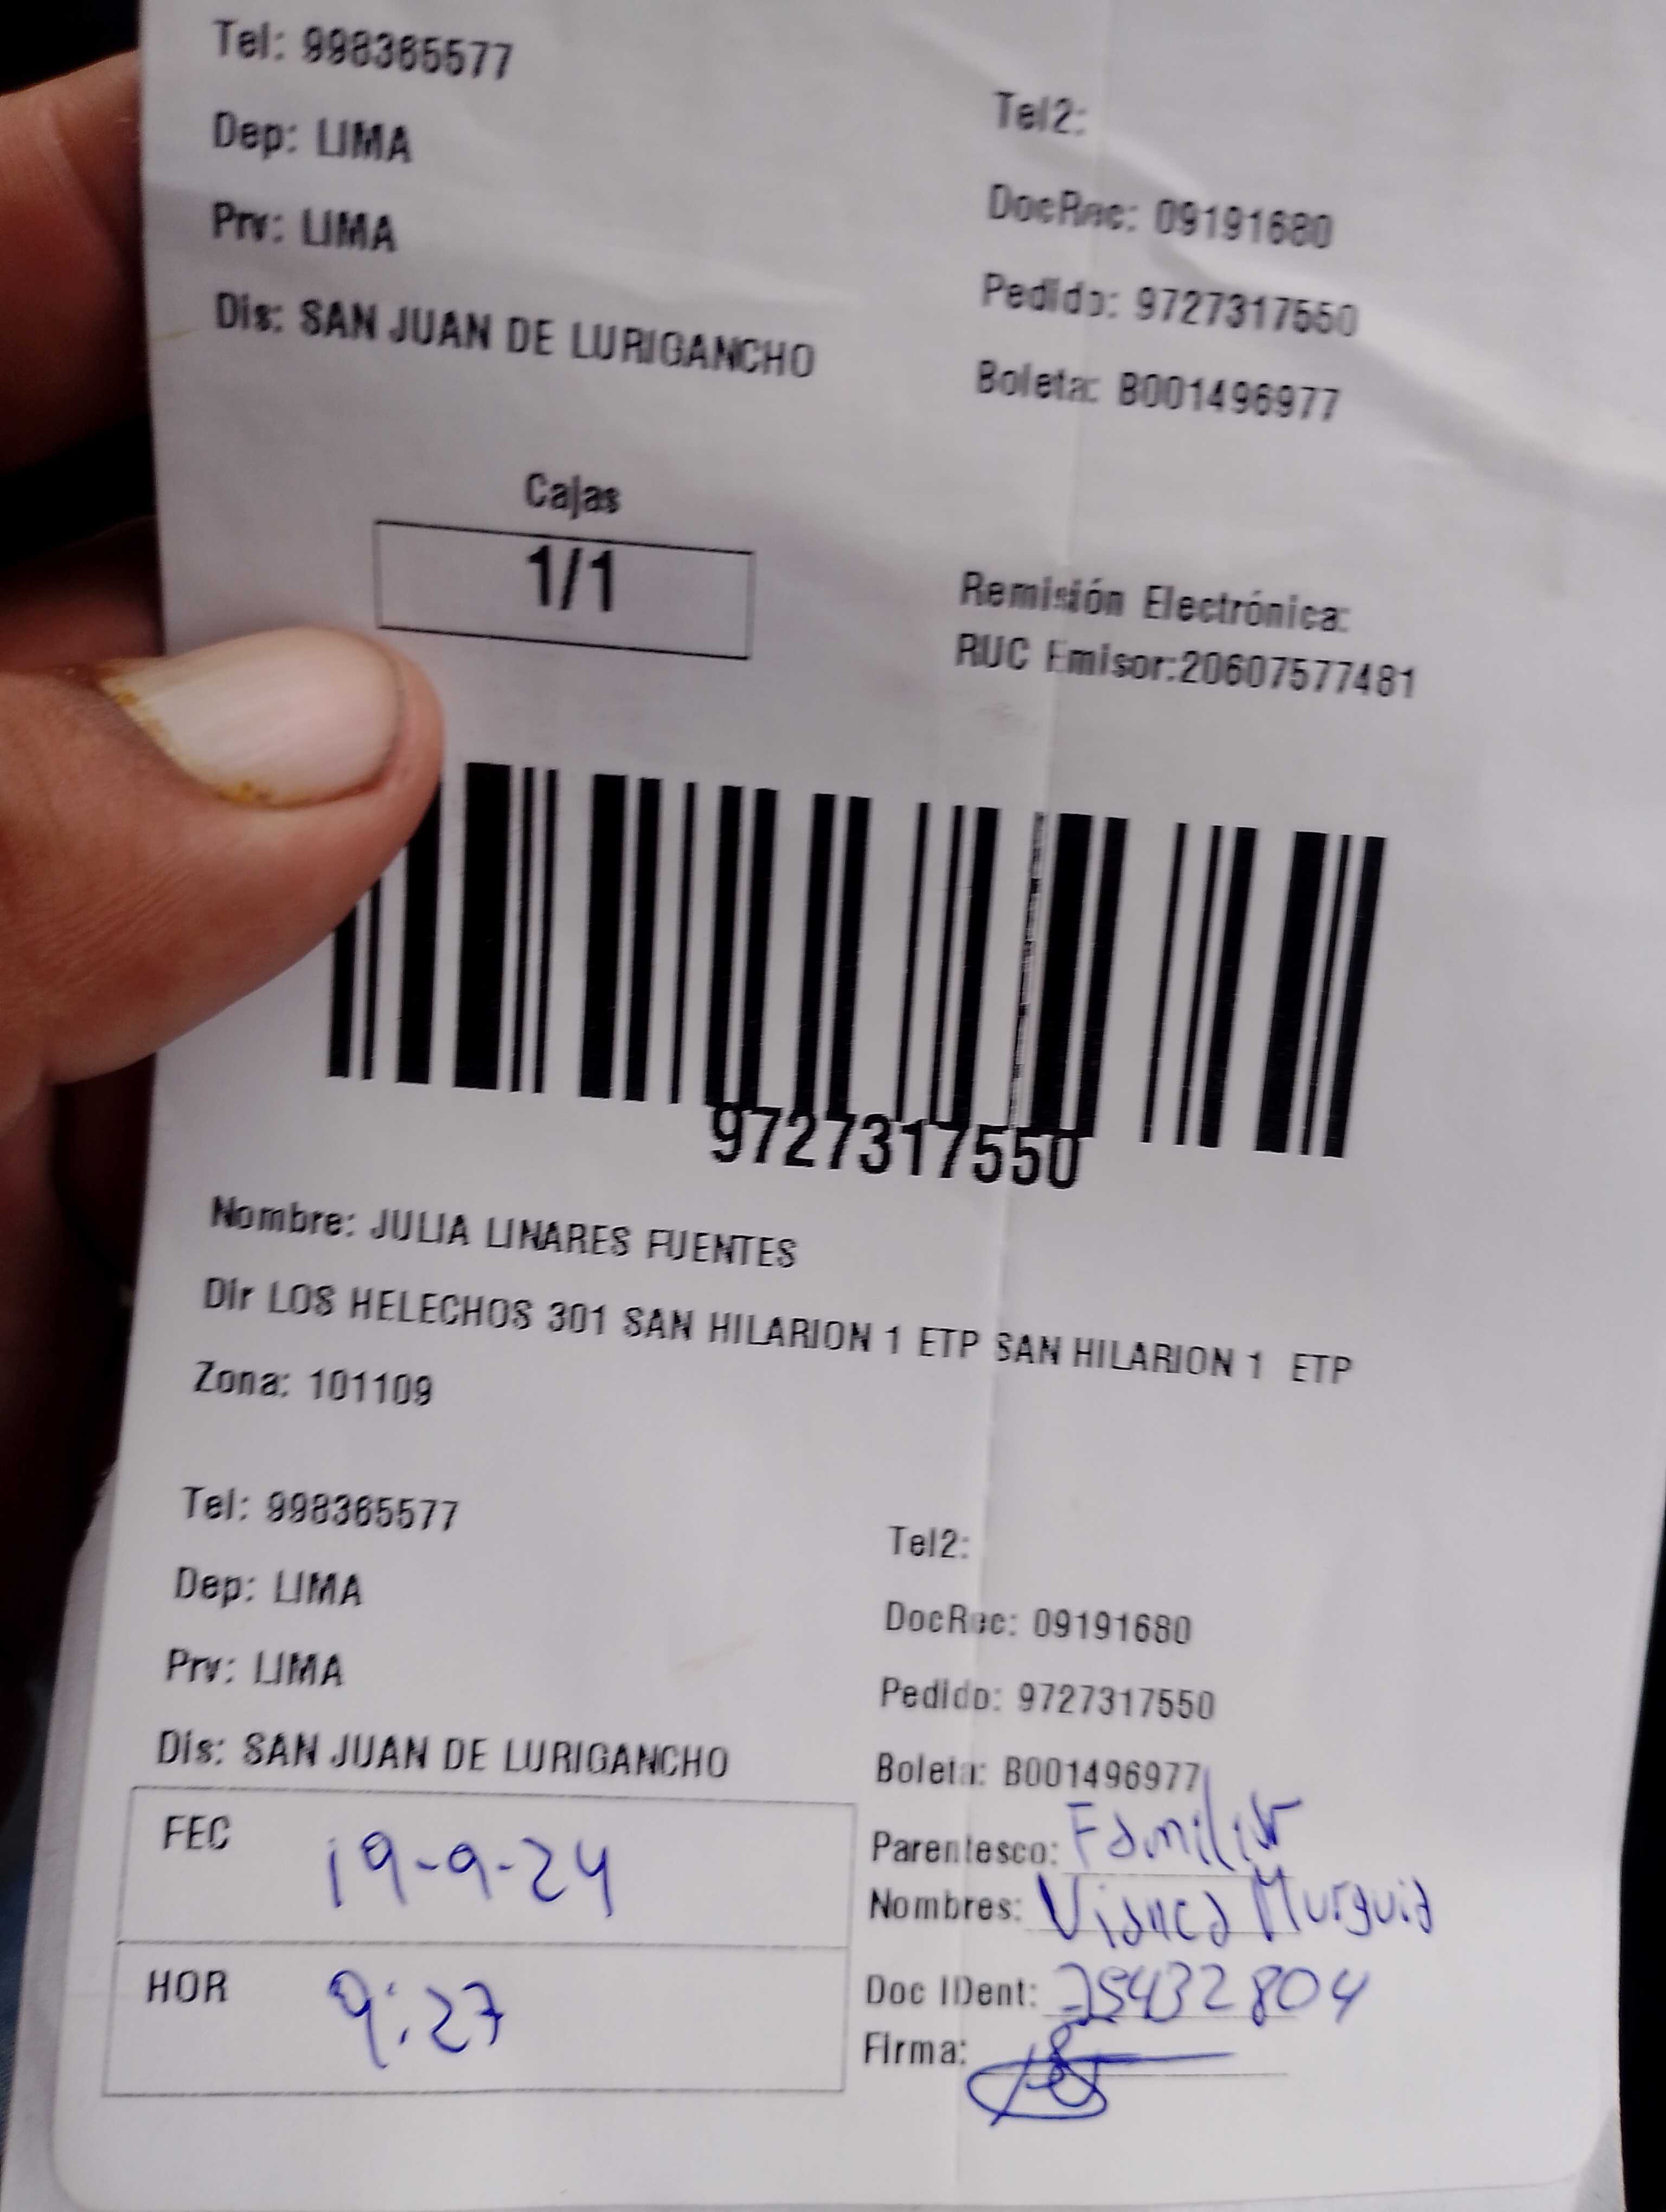 Tel: 998365577
Tel2:
Dep: LIMA
DocRec: 09191680
Prv: LIMA
Pedido: 9727317550
Dis: SAN JUAN DE LURIGANCHO
Boleta: B001496977
Cajas
1/1
Remisión Electrónica:
RUC Emisor:20607577481
9727317550
Nombre: JULIA LINARES FUENTES
Dir LOS HELECHOS 301 SAN HILARION 1 ETP SAN HILARION 1 ETP
Zona: 101109
Tel: 998365577
Tel2:
Dep: LIMA
DocRec: 09191680
Prv: LIMA
Pedido: 9727317550
Dis: SAN JUAN DE LURIGANCHO
Boleta: B001496977
FEC 19-9-24
Parentesco: Familiar
Nombres: Vianca Murguia
HOR 9:27
Doc IDent: 25432804
Firma: